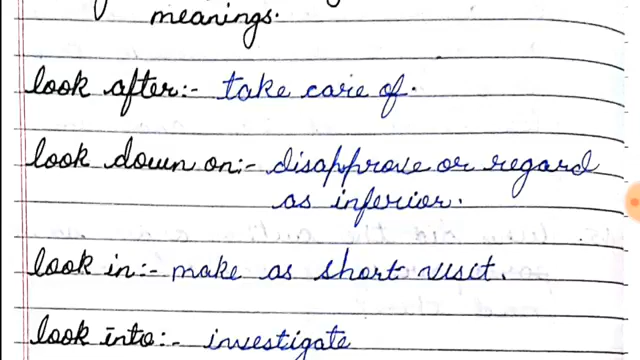 meanings.
look after:- take care of.
look down on:- disapprove or regard
as inferior.
look in:- make as short visit.
look into:- investigate